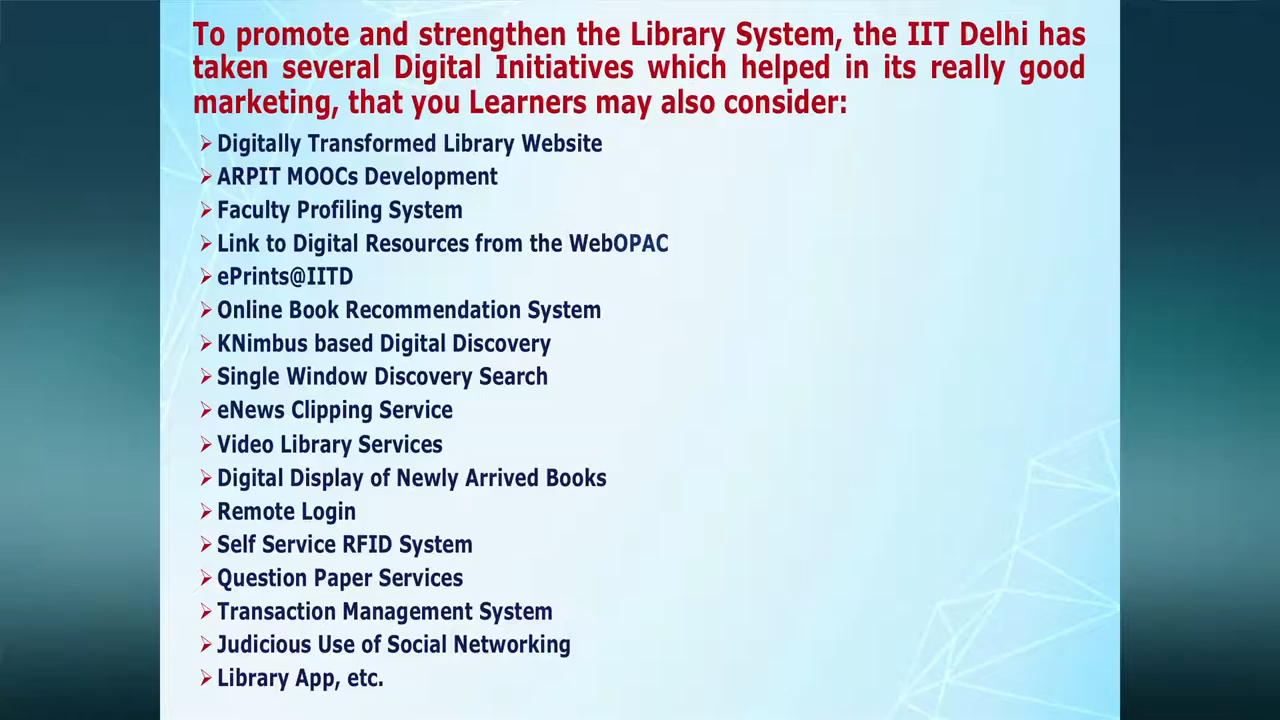 To promote and strengthen the Library System, the IIT Delhi has
taken several Digital Initiatives which helped in its really good
marketing, that you Learners may also consider:
Digitally Transformed Library Website
ARPIT MOOCs Development
Faculty Profiling System
Link to Digital Resources from the WebOPAC
ePrints@IITD
Online Book Recommendation System
KNimbus based Digital Discovery
Single Window Discovery Search
eNews Clipping Service
Video Library Services
Digital Display of Newly Arrived Books
Remote Login
Self Service RFID System
Question Paper Services
Transaction Management System
Judicious Use of Social Networking
Library App, etc.